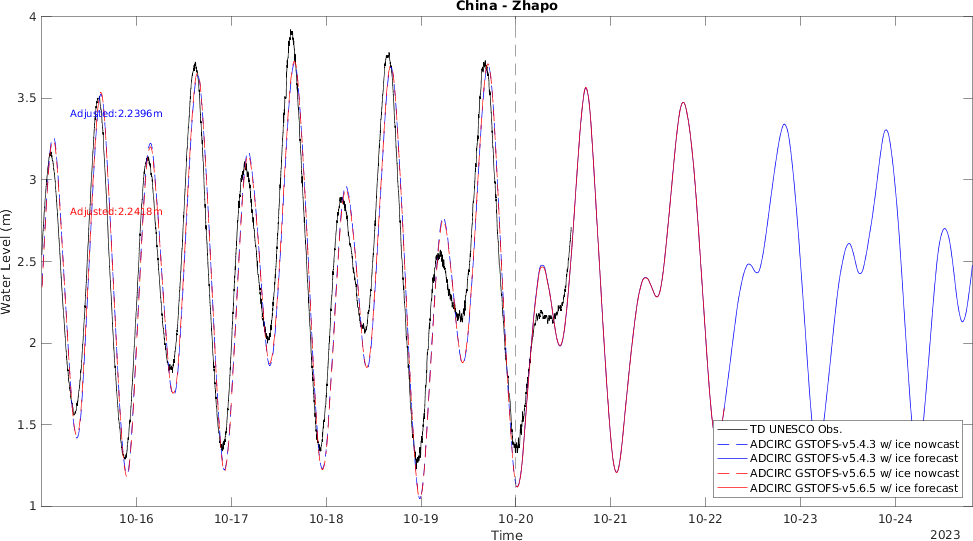 China - Zhapo
4
3.5
3
2.5
2
1.5
1
Water Level (m)
Adjusted:2.2396m
Adjusted:2.2418m
TD UNESCO Obs.
ADCIRC GSTOFS-v5.4.3 w/ ice nowcast
ADCIRC GSTOFS-v5.4.3 w/ ice forecast
ADCIRC GSTOFS-v5.6.5 w/ ice nowcast
ADCIRC GSTOFS-v5.6.5 w/ ice forecast
10-16 10-17 10-18 10-19 10-20 10-21 10-22 10-23 10-24
Time
2023